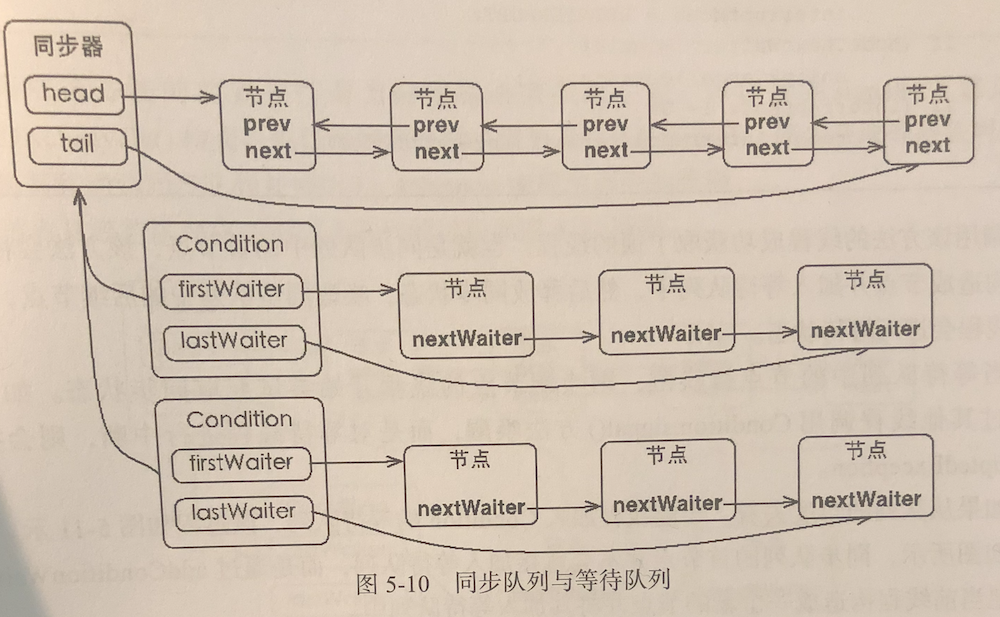 同步器
head
tail
节点
prev
next
节点
prev
next
节点
prev
next
节点
prev
next
节点
prev
next
Condition
firstWaiter
lastWaiter
节点
nextWaiter
节点
nextWaiter
节点
nextWaiter
Condition
firstWaiter
lastWaiter
节点
nextWaiter
节点
nextWaiter
节点
nextWaiter
图 5-10 同步队列与等待队列